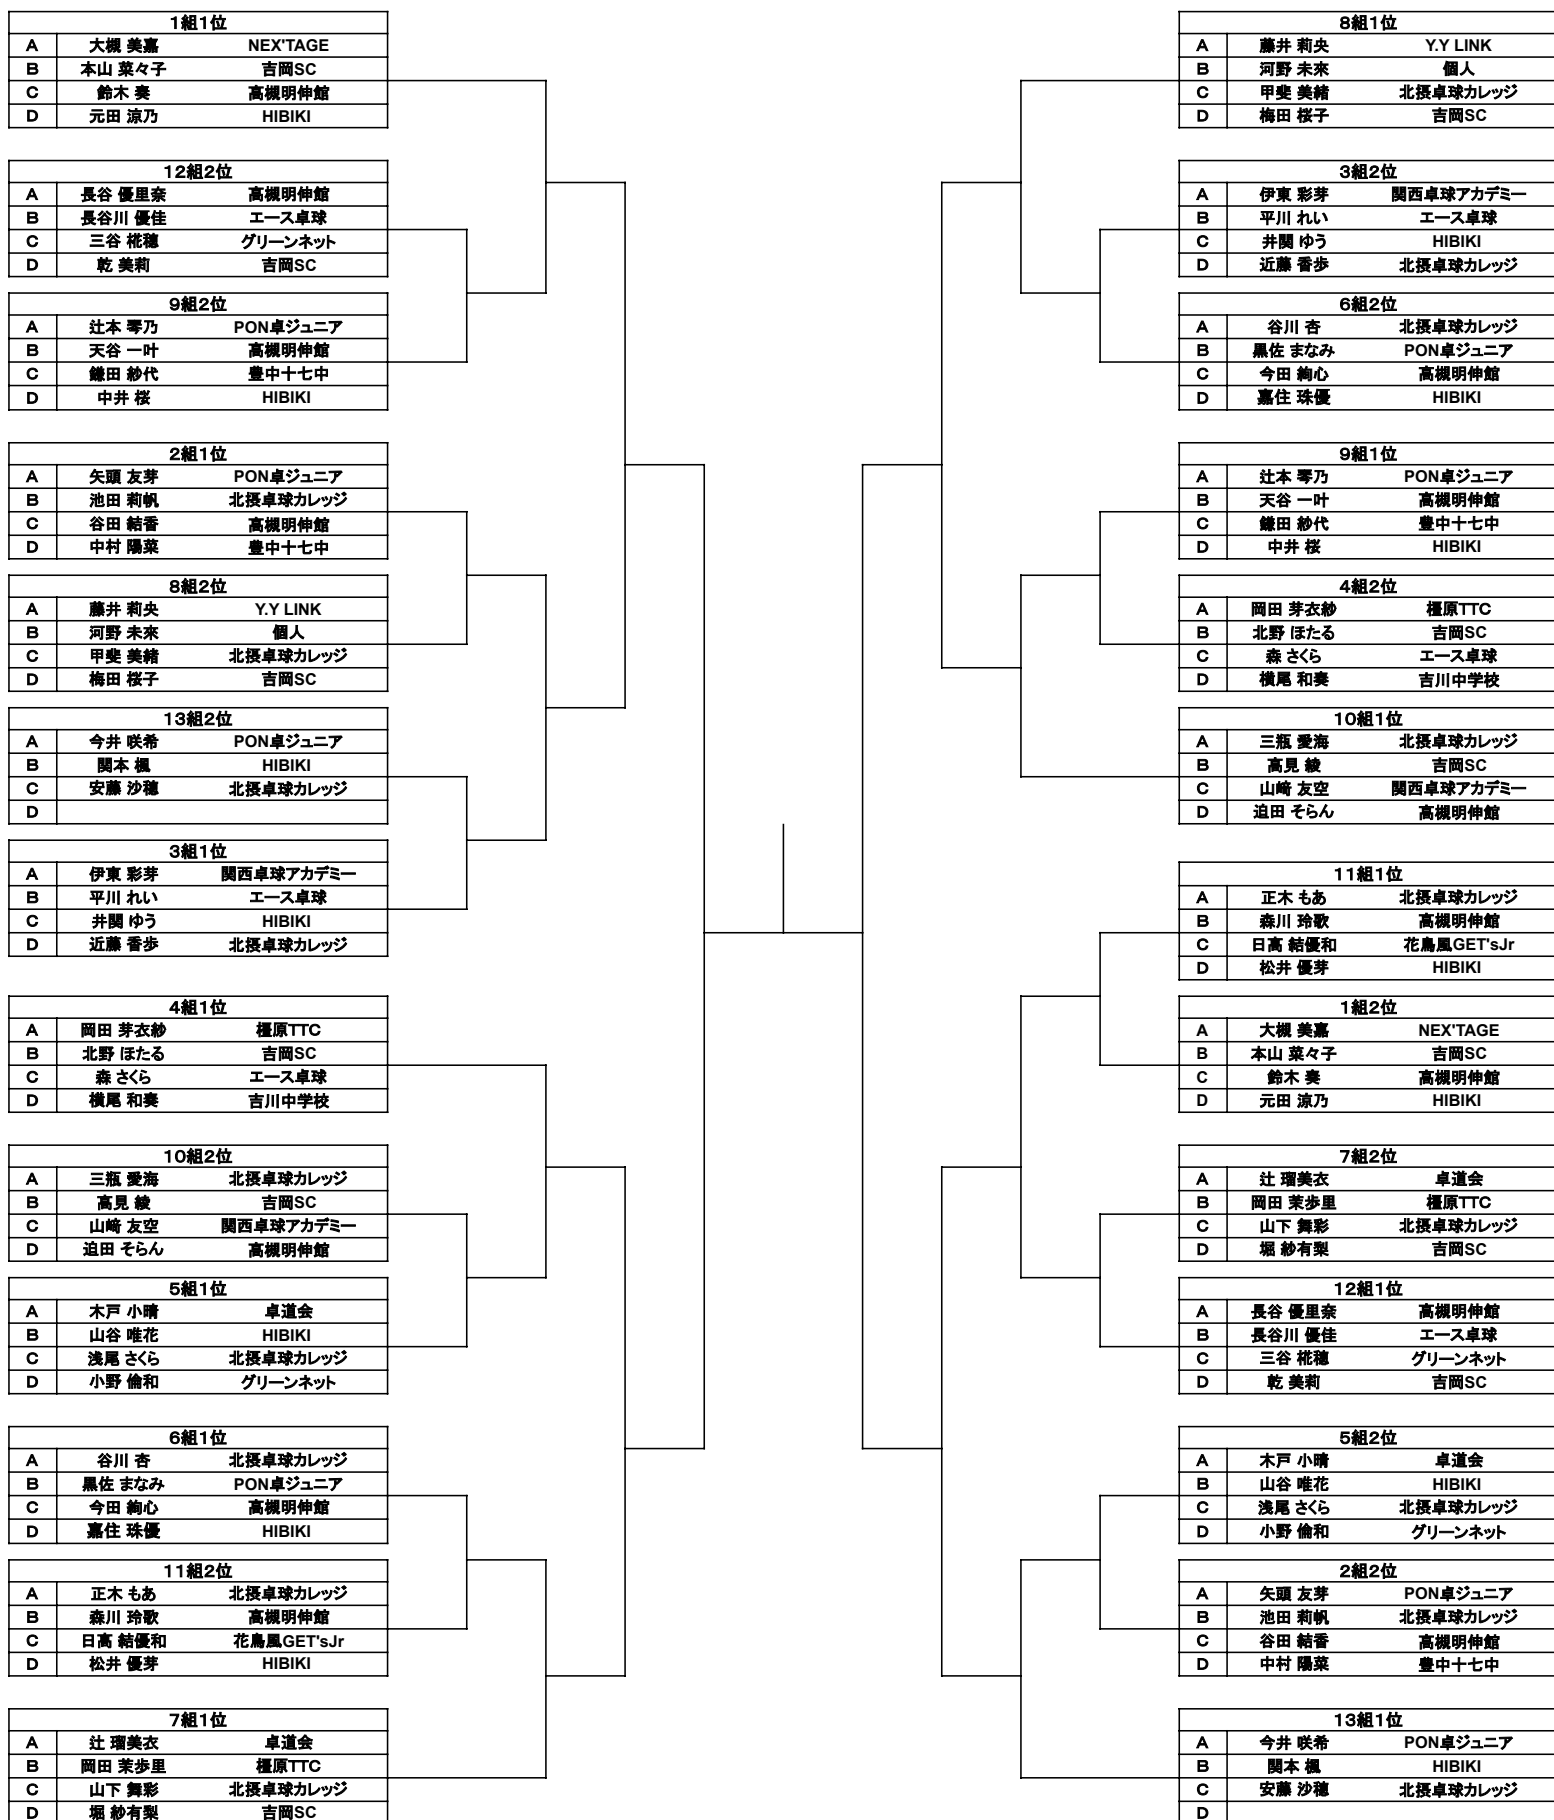 1組1位
A 大槻 美嘉 NEX'TAGE
B 本山 菜々子 吉岡SC
C 鈴木 奏 高槻明伸館
D 元田 涼乃 HIBIKI
12組2位
A 長谷 優里奈 高槻明伸館
B 長谷川 優佳 エース卓球
C 三谷 椛穂 グリーンネット
D 乾 美莉 吉岡SC
9組2位
A 辻本 琴乃 PON卓ジュニア
B 天谷 一叶 高槻明伸館
C 鎌田 紗代 豊中十七中
D 中井 桜 HIBIKI
2組1位
A 矢頭 友芽 PON卓ジュニア
B 池田 莉帆 北摂卓球カレッジ
C 谷田 結香 高槻明伸館
D 中村 陽菜 豊中十七中
8組2位
A 藤井 莉央 Y.Y LINK
B 河野 未來 個人
C 甲斐 美緒 北摂卓球カレッジ
D 梅田 桜子 吉岡SC
13組2位
A 今井 咲希 PON卓ジュニア
B 関本 楓 HIBIKI
C 安藤 沙穂 北摂卓球カレッジ
D
3組1位
A 伊東 彩芽 関西卓球アカデミー
B 平川 れい エース卓球
C 井関 ゆう HIBIKI
D 近藤 香歩 北摂卓球カレッジ
4組1位
A 岡田 芽衣紗 橿原TTC
B 北野 ほたる 吉岡SC
C 森 さくら エース卓球
D 横尾 和奏 吉川中学校
10組2位
A 三瓶 愛海 北摂卓球カレッジ
B 高見 綾 吉岡SC
C 山﨑 友空 関西卓球アカデミー
D 迫田 そらん 高槻明伸館
5組1位
A 木戸 小晴 卓道会
B 山谷 唯花 HIBIKI
C 浅尾 さくら 北摂卓球カレッジ
D 小野 倫和 グリーンネット
6組1位
A 谷川 杏 北摂卓球カレッジ
B 黒佐 まなみ PON卓ジュニア
C 今田 絢心 高槻明伸館
D 嘉住 珠優 HIBIKI
11組2位
A 正木 もあ 北摂卓球カレッジ
B 森川 玲歌 高槻明伸館
C 日高 結優和 花鳥風GET'sJr
D 松井 優芽 HIBIKI
7組1位
A 辻 瑠美衣 卓道会
B 岡田 茉歩里 橿原TTC
C 山下 舞彩 北摂卓球カレッジ
D 堀 紗有梨 吉岡SC
8組1位
A 藤井 莉央 Y.Y LINK
B 河野 未來 個人
C 甲斐 美緒 北摂卓球カレッジ
D 梅田 桜子 吉岡SC
3組2位
A 伊東 彩芽 関西卓球アカデミー
B 平川 れい エース卓球
C 井関 ゆう HIBIKI
D 近藤 香歩 北摂卓球カレッジ
6組2位
A 谷川 杏 北摂卓球カレッジ
B 黒佐 まなみ PON卓ジュニア
C 今田 絢心 高槻明伸館
D 嘉住 珠優 HIBIKI
9組1位
A 辻本 琴乃 PON卓ジュニア
B 天谷 一叶 高槻明伸館
C 鎌田 紗代 豊中十七中
D 中井 桜 HIBIKI
4組2位
A 岡田 芽衣紗 橿原TTC
B 北野 ほたる 吉岡SC
C 森 さくら エース卓球
D 横尾 和奏 吉川中学校
10組1位
A 三瓶 愛海 北摂卓球カレッジ
B 高見 綾 吉岡SC
C 山﨑 友空 関西卓球アカデミー
D 迫田 そらん 高槻明伸館
11組1位
A 正木 もあ 北摂卓球カレッジ
B 森川 玲歌 高槻明伸館
C 日高 結優和 花鳥風GET'sJr
D 松井 優芽 HIBIKI
1組2位
A 大槻 美嘉 NEX'TAGE
B 本山 菜々子 吉岡SC
C 鈴木 奏 高槻明伸館
D 元田 涼乃 HIBIKI
7組2位
A 辻 瑠美衣 卓道会
B 岡田 茉歩里 橿原TTC
C 山下 舞彩 北摂卓球カレッジ
D 堀 紗有梨 吉岡SC
12組1位
A 長谷 優里奈 高槻明伸館
B 長谷川 優佳 エース卓球
C 三谷 椛穂 グリーンネット
D 乾 美莉 吉岡SC
5組2位
A 木戸 小晴 卓道会
B 山谷 唯花 HIBIKI
C 浅尾 さくら 北摂卓球カレッジ
D 小野 倫和 グリーンネット
2組2位
A 矢頭 友芽 PON卓ジュニア
B 池田 莉帆 北摂卓球カレッジ
C 谷田 結香 高槻明伸館
D 中村 陽菜 豊中十七中
13組1位
A 今井 咲希 PON卓ジュニア
B 関本 楓 HIBIKI
C 安藤 沙穂 北摂卓球カレッジ
D